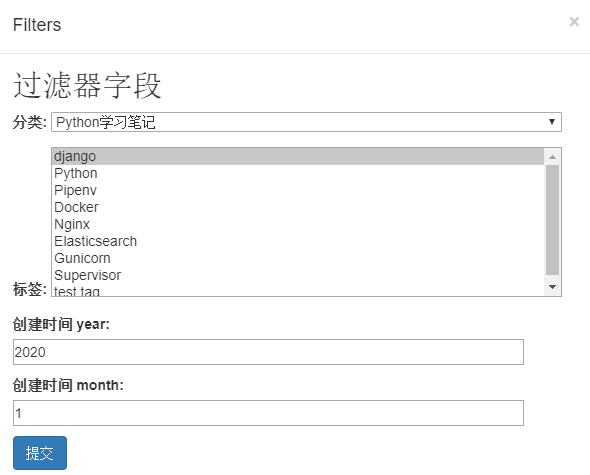 Filters ×
过滤器字段
分类: Python学习笔记
django
Python
Pipenv
Docker
Nginx
Elasticsearch
Gunicorn
Supervisor
标签: test tag
创建时间 year:
2020
创建时间 month:
1
提交